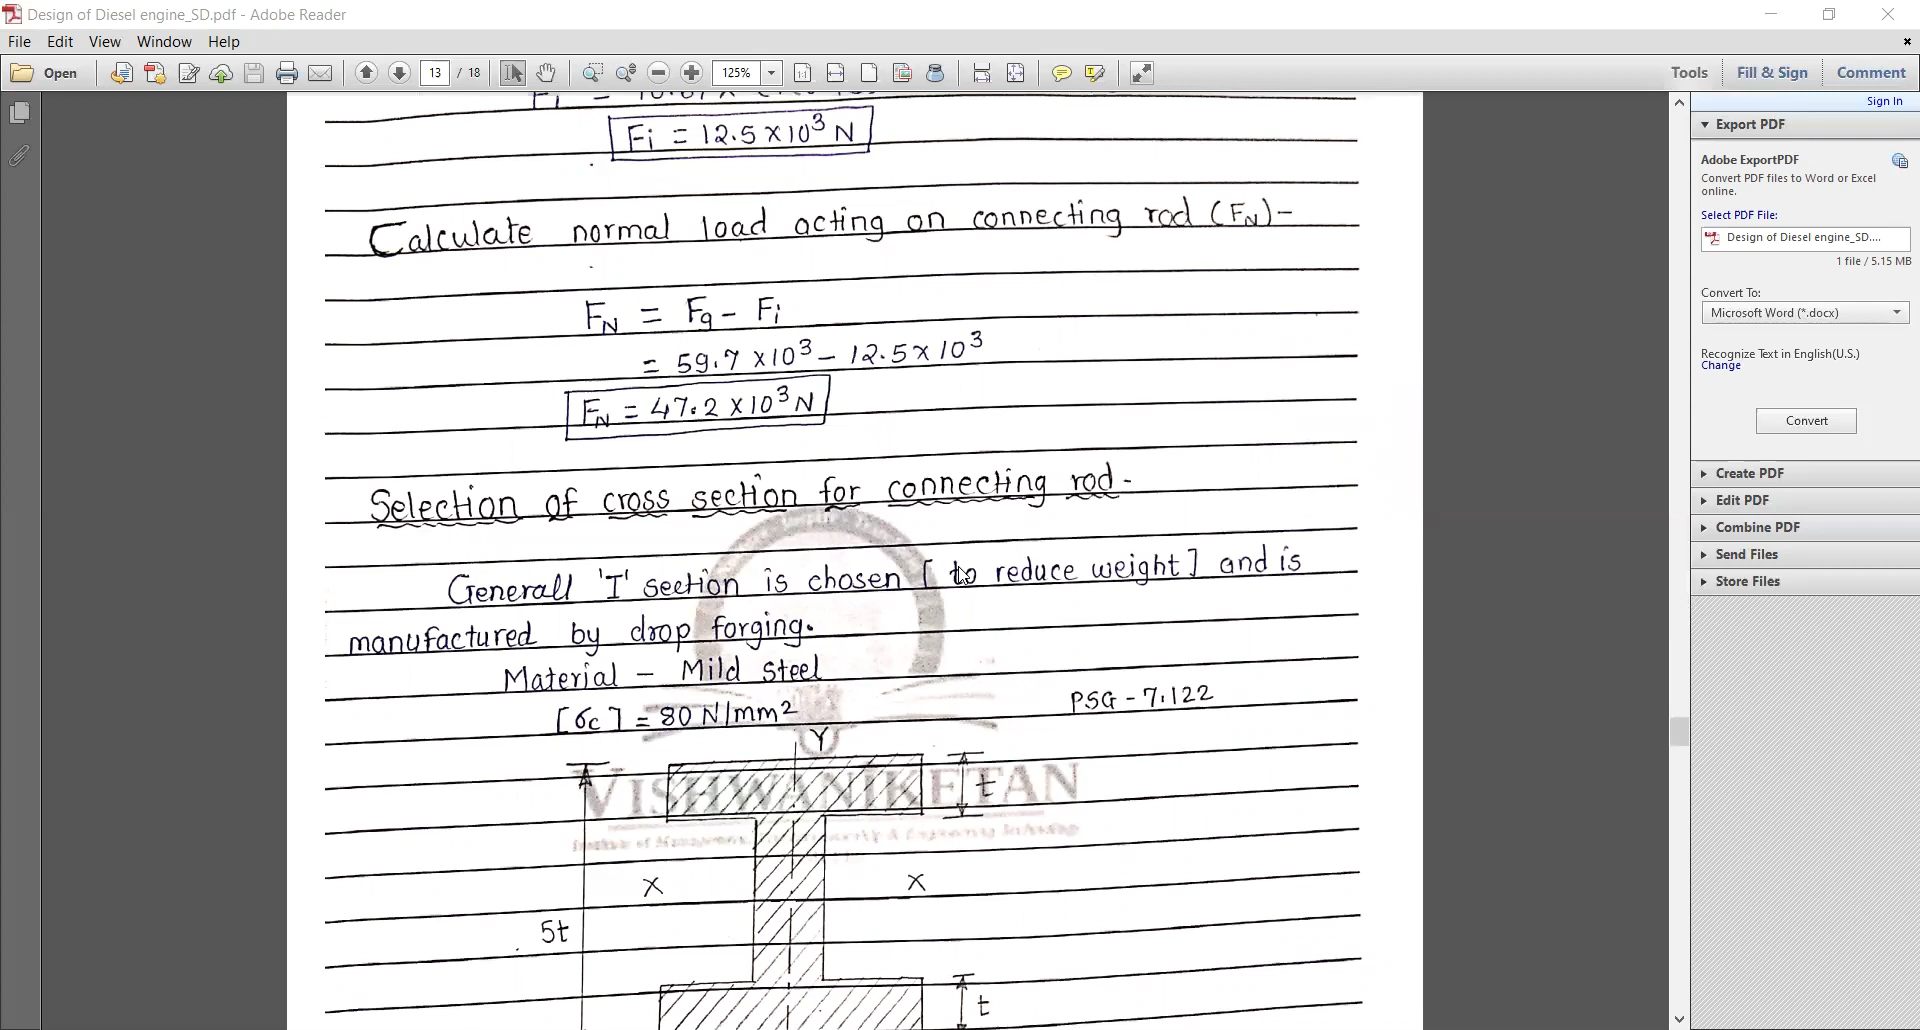 Design of Diesel engine_SD.pdf - Adobe Reader
File Edit View Window Help
Open 13 / 18 125% Tools Fill & Sign Comment
Fi = 12.5 x 10³ N
Calculate normal load acting on connecting rod (FN)-
FN = Fg - Fi
= 59.7 x 10³ - 12.5 x 10³
FN = 47.2 x 10³ N
Selection of cross section for connecting rod -
Generall 'I' section is chosen [ to reduce weight ] and is
manufactured by drop forging.
Material - Mild steel
[σc] = 80 N/mm² PSG - 7.122
Y
t
VISHWANIKETAN
x x
5t
t
Sign In
Export PDF
Adobe ExportPDF
Convert PDF files to Word or Excel
online.
Select PDF File:
Design of Diesel engine_SD....
1 file / 5.15 MB
Convert To:
Microsoft Word (*.docx)
Recognize Text in English(U.S.)
Change
Convert
Create PDF
Edit PDF
Combine PDF
Send Files
Store Files